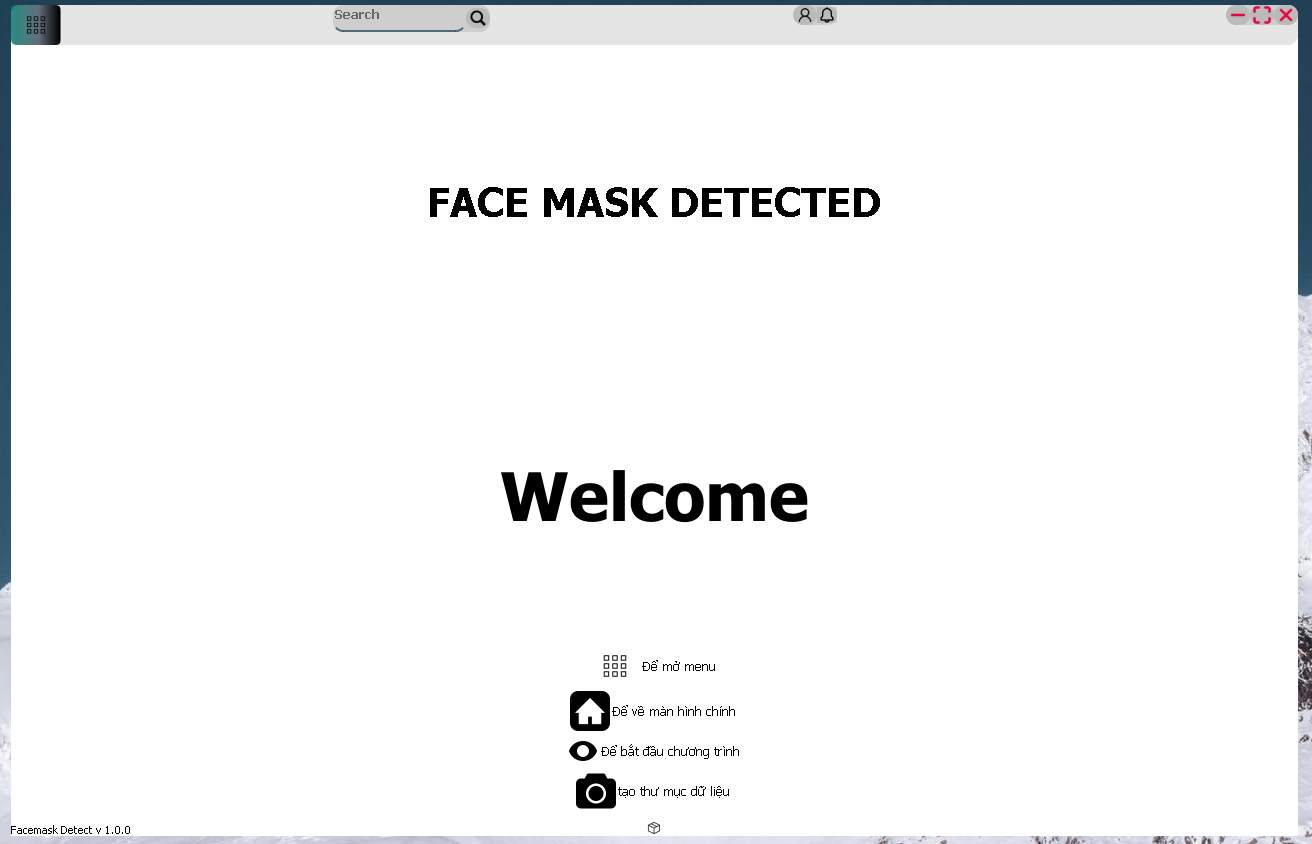 Search
FACE MASK DETECTED
Welcome
Để mở menu
Để về màn hình chính
Để bắt đầu chương trình
tạo thư mục dữ liệu
Facemask Detect v 1.0.0